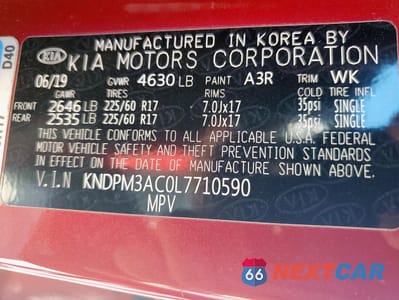 MANUFACTURED IN KOREA BY
KIA KIA MOTORS CORPORATION
06/19 GVWR 4630 LB PAINT A3R TRIM WK
GAWR TIRES RIMS COLD TIRE INFL
FRONT 2646 LB 225/60 R17 7.0Jx17 35psi SINGLE
REAR 2535 LB 225/60 R17 7.0Jx17 35psi SINGLE
THIS VEHICLE CONFORMS TO ALL APPLICABLE U.S.A. FEDERAL
MOTOR VEHICLE SAFETY AND THEFT PREVENTION STANDARDS
IN EFFECT ON THE DATE OF MANUFACTURE SHOWN ABOVE.
V.I.N KNDPM3AC0L7710590
MPV
D40
66 NEXTCAR